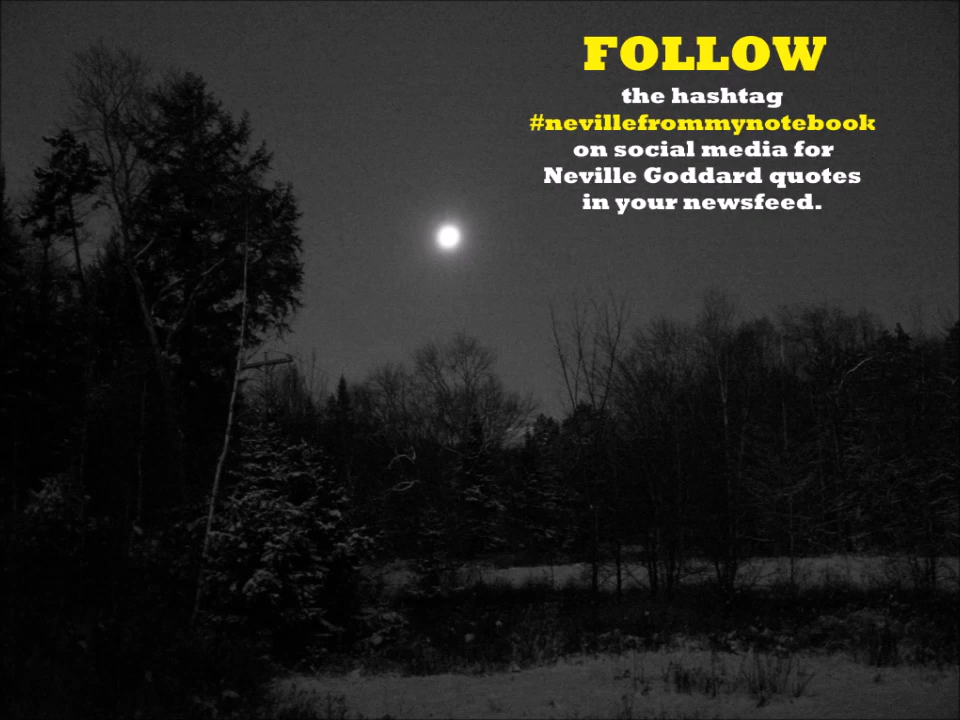 FOLLOW
the hashtag
#nevillefrommynotebook
on social media for
Neville Goddard quotes
in your newsfeed.